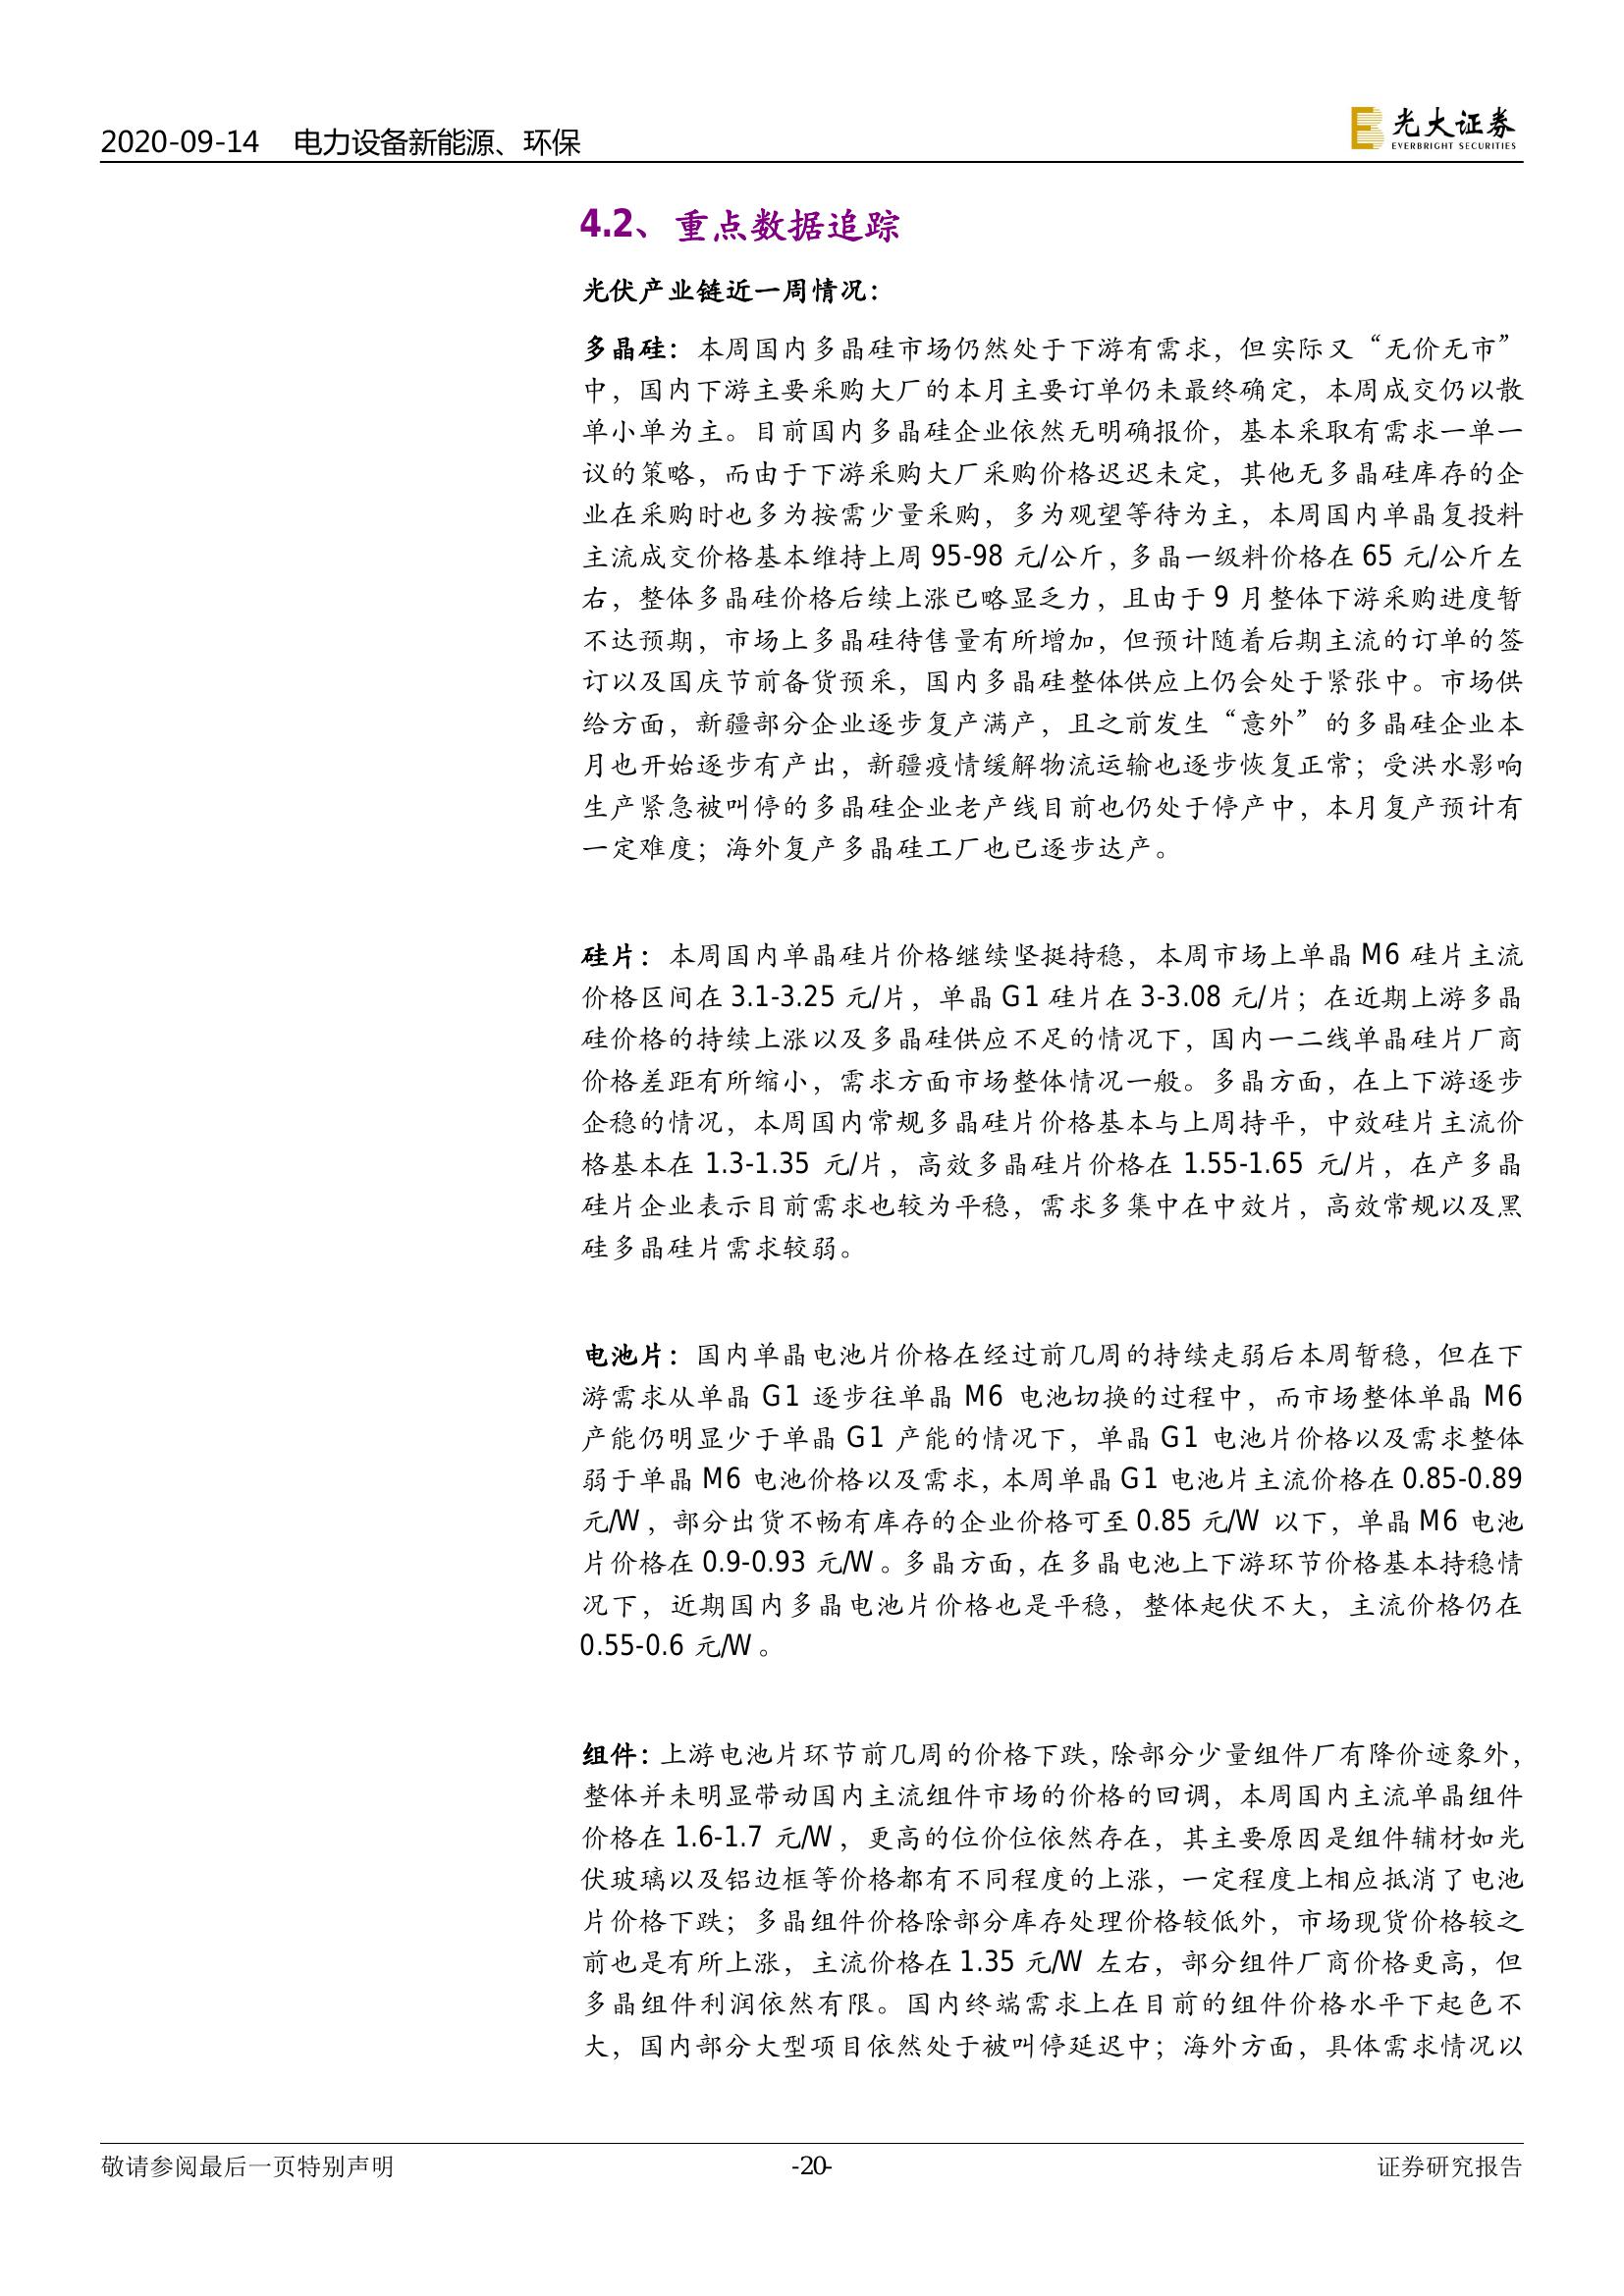 2020-09-14 电力设备新能源、环保
光大证券
EVERBRIGHT SECURITIES
4.2、重点数据追踪
光伏产业链近一周情况：
多晶硅：本周国内多晶硅市场仍然处于下游有需求，但实际又“无价无市”
中，国内下游主要采购大厂的本月主要订单仍未最终确定，本周成交仍以散
单小单为主。目前国内多晶硅企业依然无明确报价，基本采取有需求一单一
议的策略，而由于下游采购大厂采购价格迟迟未定，其他无多晶硅库存的企
业在采购时也多为按需少量采购，多为观望等待为主，本周国内单晶复投料
主流成交价格基本维持上周 95-98 元/公斤，多晶一级料价格在 65 元/公斤左
右，整体多晶硅价格后续上涨已略显乏力，且由于 9 月整体下游采购进度暂
不达预期，市场上多晶硅待售量有所增加，但预计随着后期主流的订单的签
订以及国庆节前备货预采，国内多晶硅整体供应上仍会处于紧张中。市场供
给方面，新疆部分企业逐步复产满产，且之前发生“意外”的多晶硅企业本
月也开始逐步有产出，新疆疫情缓解物流运输也逐步恢复正常；受洪水影响
生产紧急被叫停的多晶硅企业老产线目前也仍处于停产中，本月复产预计有
一定难度；海外复产多晶硅工厂也已逐步达产。
硅片：本周国内单晶硅片价格继续坚挺持稳，本周市场上单晶 M6 硅片主流
价格区间在 3.1-3.25 元/片，单晶 G1 硅片在 3-3.08 元/片；在近期上游多晶
硅价格的持续上涨以及多晶硅供应不足的情况下，国内一二线单晶硅片厂商
价格差距有所缩小，需求方面市场整体情况一般。多晶方面，在上下游逐步
企稳的情况，本周国内常规多晶硅片价格基本与上周持平，中效硅片主流价
格基本在 1.3-1.35 元/片，高效多晶硅片价格在 1.55-1.65 元/片，在产多晶
硅片企业表示目前需求也较为平稳，需求多集中在中效片，高效常规以及黑
硅多晶硅片需求较弱。
电池片：国内单晶电池片价格在经过前几周的持续走弱后本周暂稳，但在下
游需求从单晶 G1 逐步往单晶 M6 电池切换的过程中，而市场整体单晶 M6
产能仍明显少于单晶 G1 产能的情况下，单晶 G1 电池片价格以及需求整体
弱于单晶 M6 电池价格以及需求，本周单晶 G1 电池片主流价格在 0.85-0.89
元/W，部分出货不畅有库存的企业价格可至 0.85 元/W 以下，单晶 M6 电池
片价格在 0.9-0.93 元/W。多晶方面，在多晶电池上下游环节价格基本持稳情
况下，近期国内多晶电池片价格也是平稳，整体起伏不大，主流价格仍在
0.55-0.6 元/W。
组件：上游电池片环节前几周的价格下跌，除部分少量组件厂有降价迹象外，
整体并未明显带动国内主流组件市场的价格的回调，本周国内主流单晶组件
价格在 1.6-1.7 元/W，更高的位价位依然存在，其主要原因是组件辅材如光
伏玻璃以及铝边框等价格都有不同程度的上涨，一定程度上相应抵消了电池
片价格下跌；多晶组件价格除部分库存处理价格较低外，市场现货价格较之
前也是有所上涨，主流价格在 1.35 元/W 左右，部分组件厂商价格更高，但
多晶组件利润依然有限。国内终端需求上在目前的组件价格水平下起色不
大，国内部分大型项目依然处于被叫停延迟中；海外方面，具体需求情况以
敬请参阅最后一页特别声明
-20-
证券研究报告